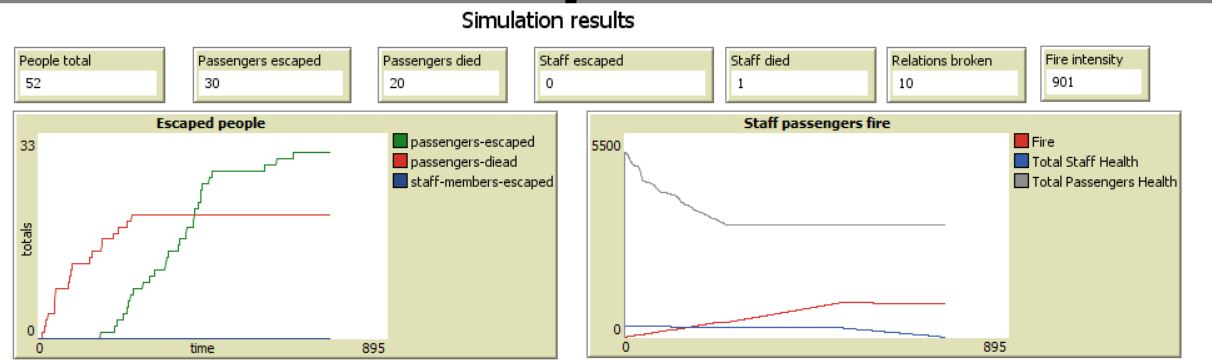 Simulation results
People total
52
Passengers escaped
30
Passengers died
20
Staff escaped
0
Staff died
1
Relations broken
10
Fire intensity
901
Escaped people
33
totals
0
0
time
895
passengers-escaped
passengers-diead
staff-members-escaped
Staff passengers fire
5500
0
0
895
Fire
Total Staff Health
Total Passengers Health